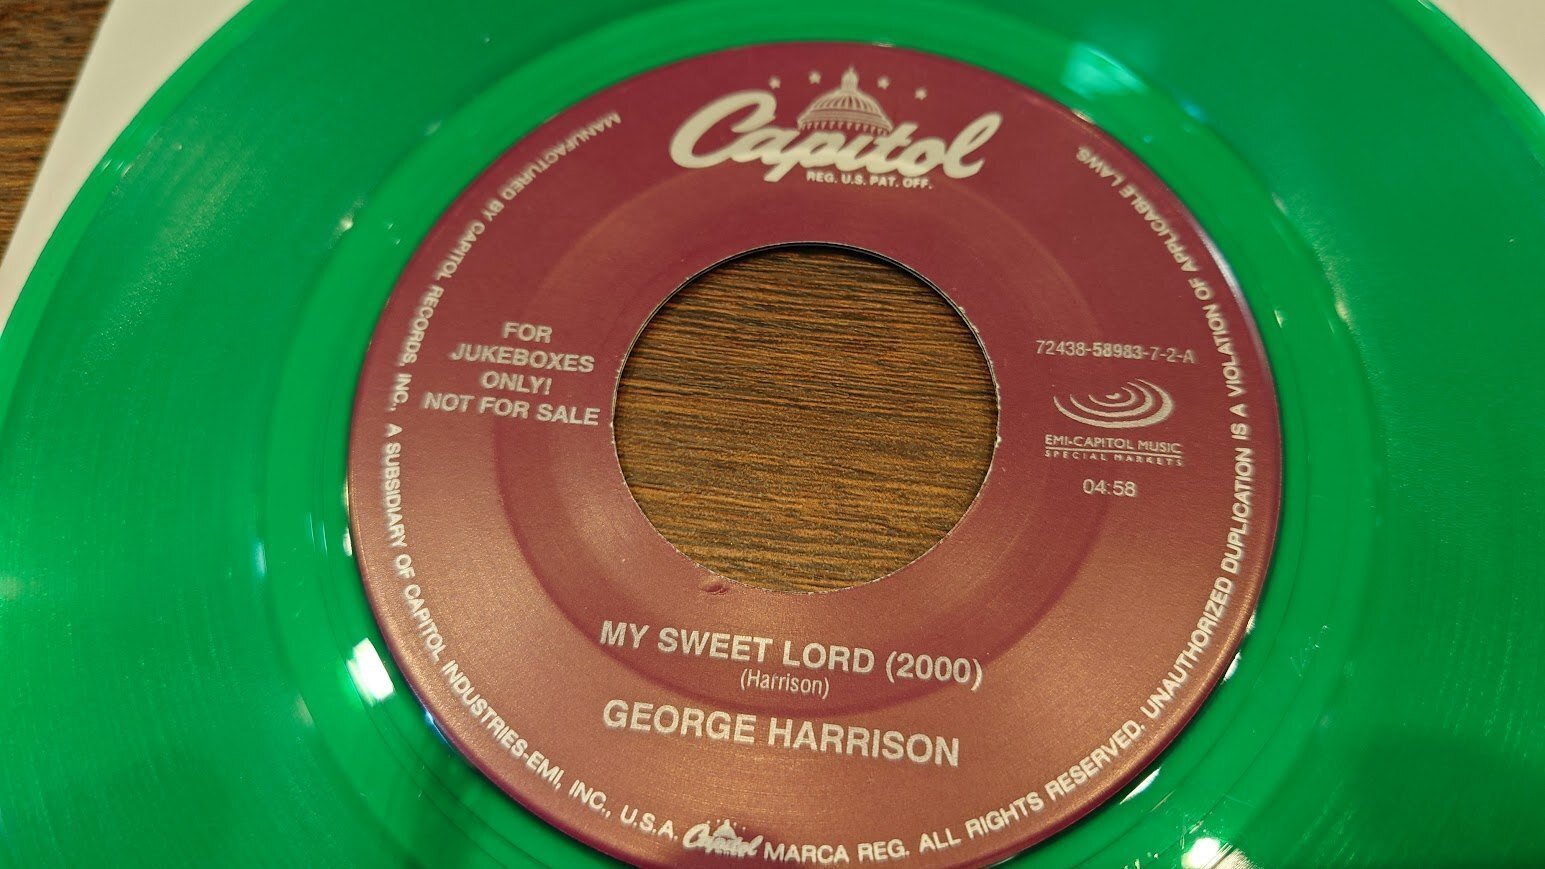 Capitol
REG. U.S. PAT. OFF.
FOR
JUKEBOXES
ONLY!
NOT FOR SALE
72438-58983-7-2-A
EMI-CAPITOL MUSIC
SPECIAL MARKETS
04:58
MY SWEET LORD (2000)
(Harrison)
GEORGE HARRISON
MANUFACTURED BY CAPITOL RECORDS, INC., A SUBSIDIARY OF CAPITOL INDUSTRIES-EMI, INC., U.S.A. Capitol MARCA REG. ALL RIGHTS RESERVED. UNAUTHORIZED DUPLICATION IS A VIOLATION OF APPLICABLE LAWS.